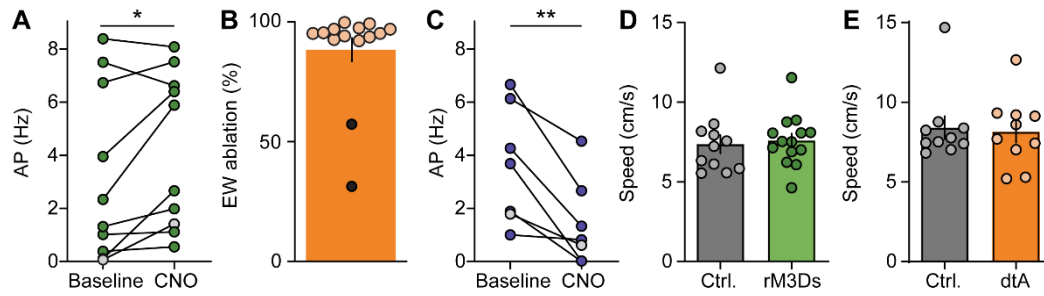 A
*
AP (Hz)
8
6
4
2
0
Baseline CNO
B
EW ablation (%)
100
50
0
C
**
AP (Hz)
8
6
4
2
0
Baseline CNO
D
Speed (cm/s)
15
10
5
0
Ctrl. rM3Ds
E
Speed (cm/s)
15
10
5
0
Ctrl. dtA